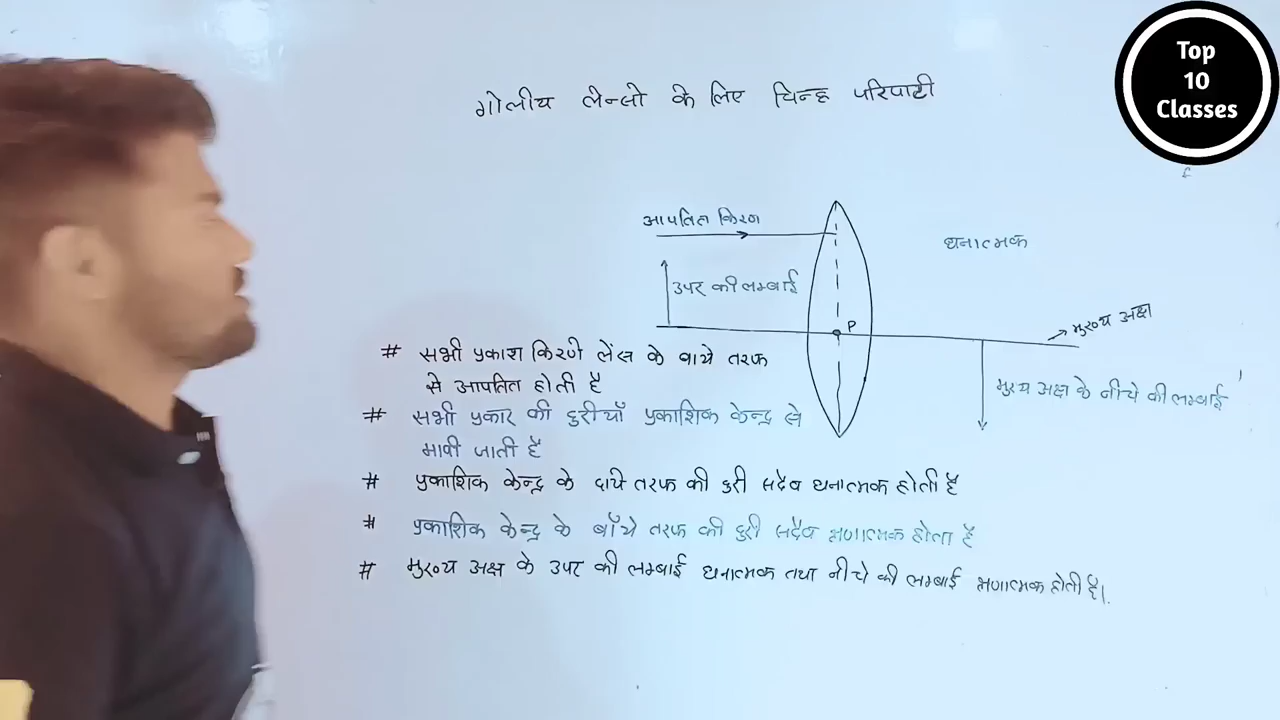 Top
10
Classes
गोलीय लेन्सो के लिए चिन्ह परिपाटी
आपतित किरण
धनात्मक
उपर की लम्बाई
P
मुख्य अक्ष
मुख्य अक्ष के नीचे की लम्बाई
# सभी प्रकाश किरणे लेंस के बाये तरफ
से आपतित होती है
# सभी प्रकार की दुरीयाँ प्रकाशिक केन्द्र से
मापी जाती है
# प्रकाशिक केन्द्र के दाये तरफ की दुरी सदैव धनात्मक होती है
# प्रकाशिक केन्द्र के बाँये तरफ की दुरी सदैव ऋणात्मक होता है
# मुख्य अक्ष के उपर की लम्बाई धनात्मक तथा नीचे की लम्बाई ऋणात्मक होती है।